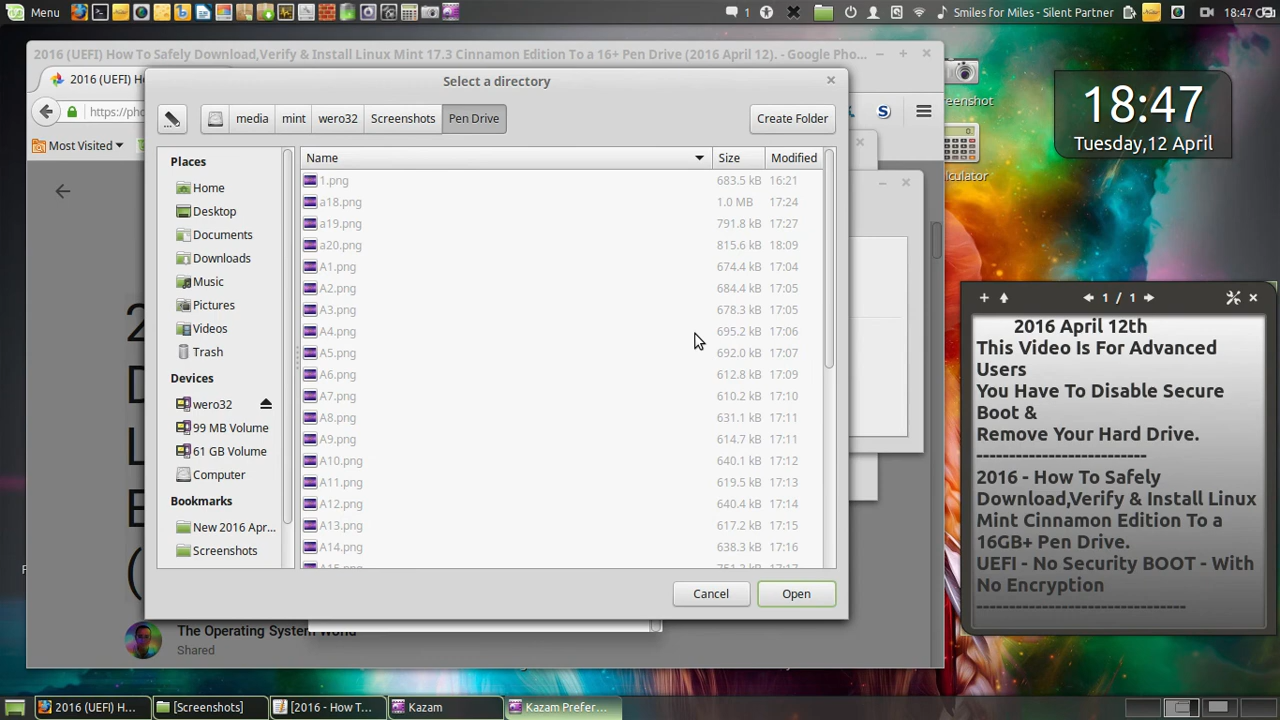 Menu
1
Smiles for Miles - Silent Partner
18:47
2016 (UEFI) How To Safely Download,Verify & Install Linux Mint 17.3 Cinnamon Edition To a 16+ Pen Drive (2016 April 12). - Google Pho...
2016 (UEFI) H
https://pho
Most Visited
Select a directory
media
mint
wero32
Screenshots
Pen Drive
Create Folder
Places
Home
Desktop
Documents
Downloads
Music
Pictures
Videos
Trash
Devices
wero32
99 MB Volume
61 GB Volume
Computer
Bookmarks
New 2016 Apr...
Screenshots
Name Size Modified
1.png 683.5 kB 16:21
a18.png 1.0 MB 17:24
a19.png 791.8 kB 17:27
a20.png 815.6 kB 18:09
A1.png 674.4 kB 17:04
A2.png 684.4 kB 17:05
A3.png 678.3 kB 17:05
A4.png 695.2 kB 17:06
A5.png 692.0 kB 17:07
A6.png 612.8 kB 17:09
A7.png 610.2 kB 17:10
A8.png 631.1 kB 17:11
A9.png 614.7 kB 17:11
A10.png 640.1 kB 17:12
A11.png 619.5 kB 17:13
A12.png 640.4 kB 17:14
A13.png 617.2 kB 17:15
A14.png 638.3 kB 17:16
A15.png 751.3 kB 17:17
Cancel
Open
The Operating System World
Shared
18:47
Tuesday,12 April
1 / 1
2016 April 12th
This Video Is For Advanced
Users
You Have To Disable Secure
Boot &
Remove Your Hard Drive.
-------------------------
2016 - How To Safely
Download,Verify & Install Linux
Mint Cinnamon Edition To a
16GB+ Pen Drive.
UEFI - No Security BOOT - With
No Encryption
-------------------------------
2016 (UEFI) H...
[Screenshots]
[2016 - How T...
Kazam
Kazam Prefer...